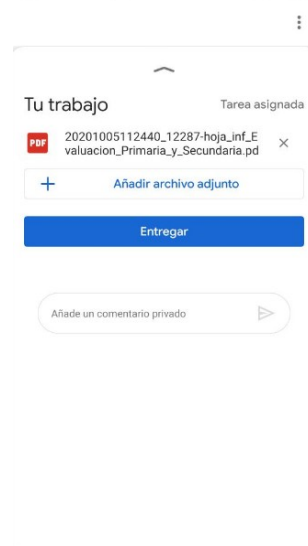 Tu trabajo
Tarea asignada
PDF
20201005112440_12287-hoja_inf_E
valuacion_Primaria_y_Secundaria.pd
Añadir archivo adjunto
Entregar
Añade un comentario privado